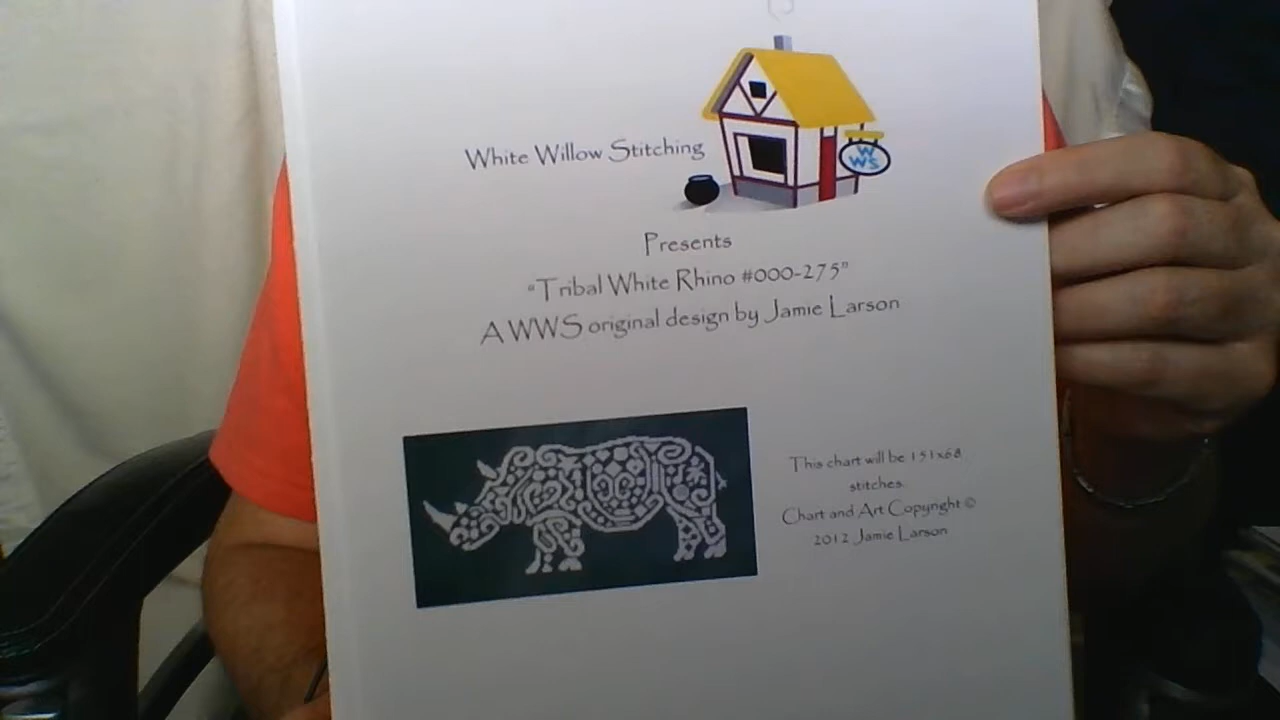 White Willow Stitching
W
WS
Presents
"Tribal White Rhino #000-275"
A WWS original design by Jamie Larson
This chart will be 151x68
stitches.
Chart and Art Copyright ©
2012 Jamie Larson